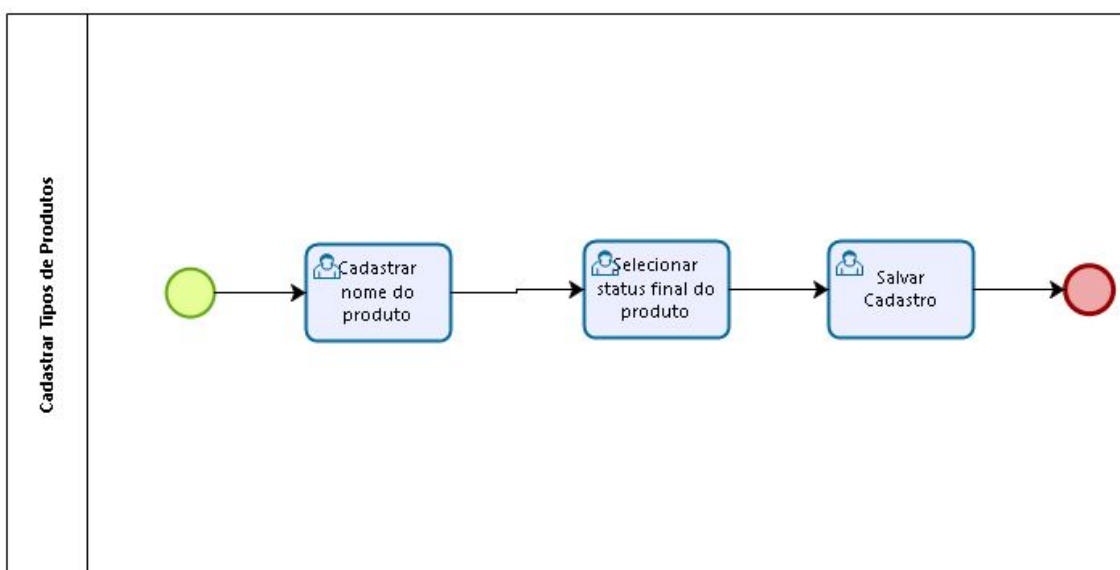 Cadastrar Tipos de Produtos
Cadastrar
nome do
produto
Selecionar
status final do
produto
Salvar
Cadastro